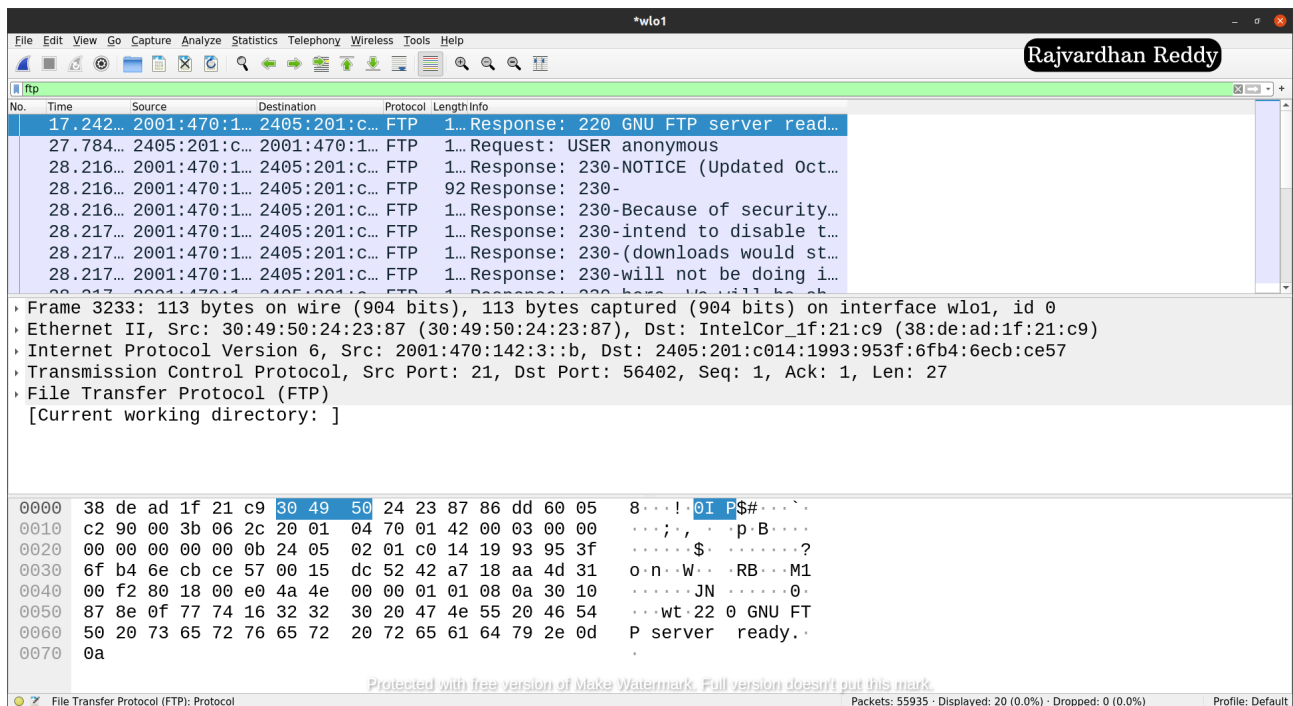 *wlo1
File Edit View Go Capture Analyze Statistics Telephony Wireless Tools Help
Rajvardhan Reddy
ftp
No. Time Source Destination Protocol Length Info
17.242… 2001:470:1… 2405:201:c… FTP 1… Response: 220 GNU FTP server read…
27.784… 2405:201:c… 2001:470:1… FTP 1… Request: USER anonymous
28.216… 2001:470:1… 2405:201:c… FTP 1… Response: 230-NOTICE (Updated Oct…
28.216… 2001:470:1… 2405:201:c… FTP 92 Response: 230-
28.216… 2001:470:1… 2405:201:c… FTP 1… Response: 230-Because of security…
28.217… 2001:470:1… 2405:201:c… FTP 1… Response: 230-intend to disable t…
28.217… 2001:470:1… 2405:201:c… FTP 1… Response: 230-(downloads would st…
28.217… 2001:470:1… 2405:201:c… FTP 1… Response: 230-will not be doing i…
Frame 3233: 113 bytes on wire (904 bits), 113 bytes captured (904 bits) on interface wlo1, id 0
Ethernet II, Src: 30:49:50:24:23:87 (30:49:50:24:23:87), Dst: IntelCor_1f:21:c9 (38:de:ad:1f:21:c9)
Internet Protocol Version 6, Src: 2001:470:142:3::b, Dst: 2405:201:c014:1993:953f:6fb4:6ecb:ce57
Transmission Control Protocol, Src Port: 21, Dst Port: 56402, Seq: 1, Ack: 1, Len: 27
File Transfer Protocol (FTP)
[Current working directory: ]
0000 38 de ad 1f 21 c9 30 49 50 24 23 87 86 dd 60 05 8···!·0I P$#···`·
0010 c2 90 00 3b 06 2c 20 01 04 70 01 42 00 03 00 00 ···;·, · ·p·B····
0020 00 00 00 00 00 0b 24 05 02 01 c0 14 19 93 95 3f ······$· ·······?
0030 6f b4 6e cb ce 57 00 15 dc 52 42 a7 18 aa 4d 31 o·n··W·· ·RB···M1
0040 00 f2 80 18 00 e0 4a 4e 00 00 01 01 08 0a 30 10 ······JN ······0·
0050 87 8e 0f 77 74 16 32 32 30 20 47 4e 55 20 46 54 ···wt·22 0 GNU FT
0060 50 20 73 65 72 76 65 72 20 72 65 61 64 79 2e 0d P server ready.·
0070 0a ·
Protected with free version of Make Watermark. Full version doesn't put this mark.
File Transfer Protocol (FTP): Protocol Packets: 55935 · Displayed: 20 (0.0%) · Dropped: 0 (0.0%) Profile: Default